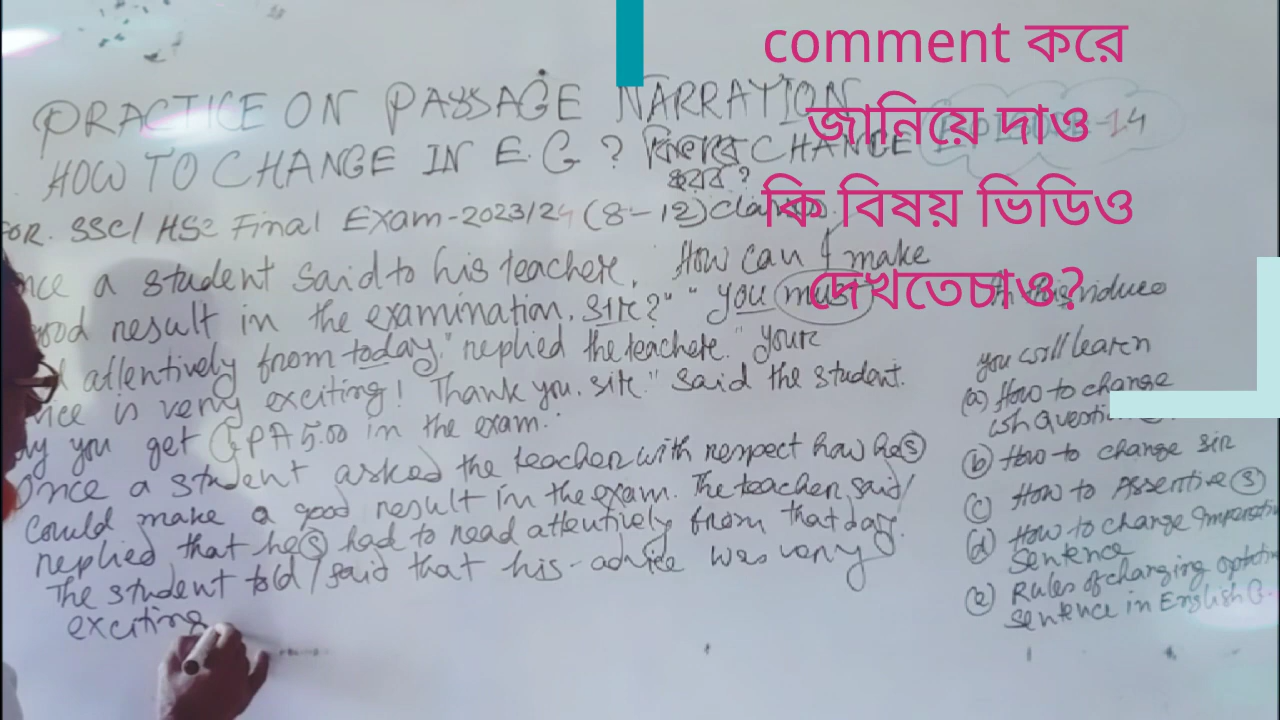 comment করে
জানিয়ে দাও
কি বিষয় ভিডিও
দেখতেচাও?
PRACTICE ON PASSAGE NARRATION
HOW TO CHANGE IN E.G ? কিভাবে CHANGE
করব ?
FOR. SSC/ HSC Final Exam-2023/24 (8-12) Class
nce a student said to his teacher, "How can I make
good result in the examination, sir?" "You must
d attentively from today," replied the teacher. "Your
ice is very exciting! Thank you, sir." said the student.
ay you get GPA 5.00 in the exam.
Once a student asked the teacher with respect how he(s)
could make a good result in the exam. The teacher said/
replied that he(s) had to read attentively from that day.
The student told/said that his advice was very
exciting
you will learn
(a) How to change
wh Questi
(b) How to change sir
(c) How to Assertive (s)
(d) How to change Imperativ
sentence
(e) Rules of changing optati
sentence in English G.